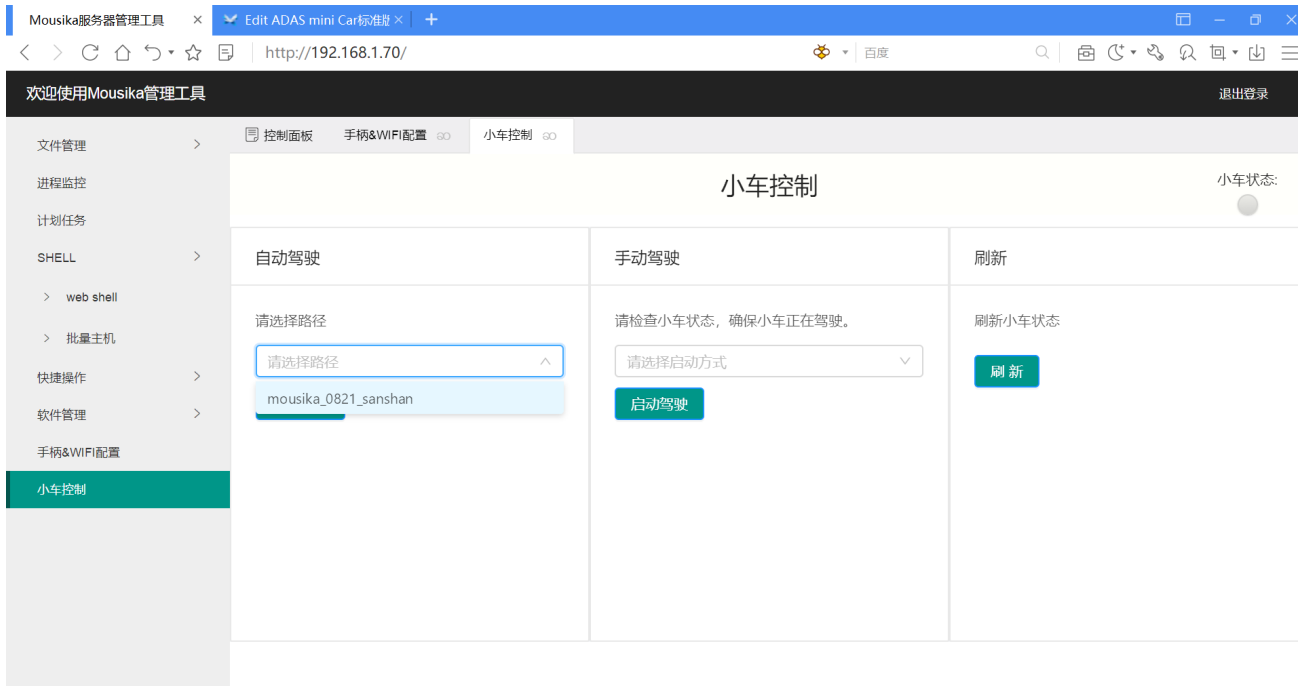 Mousika服务器管理工具
Edit ADAS mini Car标准
http://192.168.1.70/
百度
欢迎使用Mousika管理工具
退出登录
文件管理
进程监控
计划任务
SHELL
web shell
批量主机
快捷操作
软件管理
手柄&WIFI配置
小车控制
控制面板
手柄&WIFI配置
小车控制
小车控制
小车状态:
自动驾驶
请选择路径
请选择路径
mousika_0821_sanshan
手动驾驶
请检查小车状态，确保小车正在驾驶。
请选择启动方式
启动驾驶
刷新
刷新小车状态
刷 新